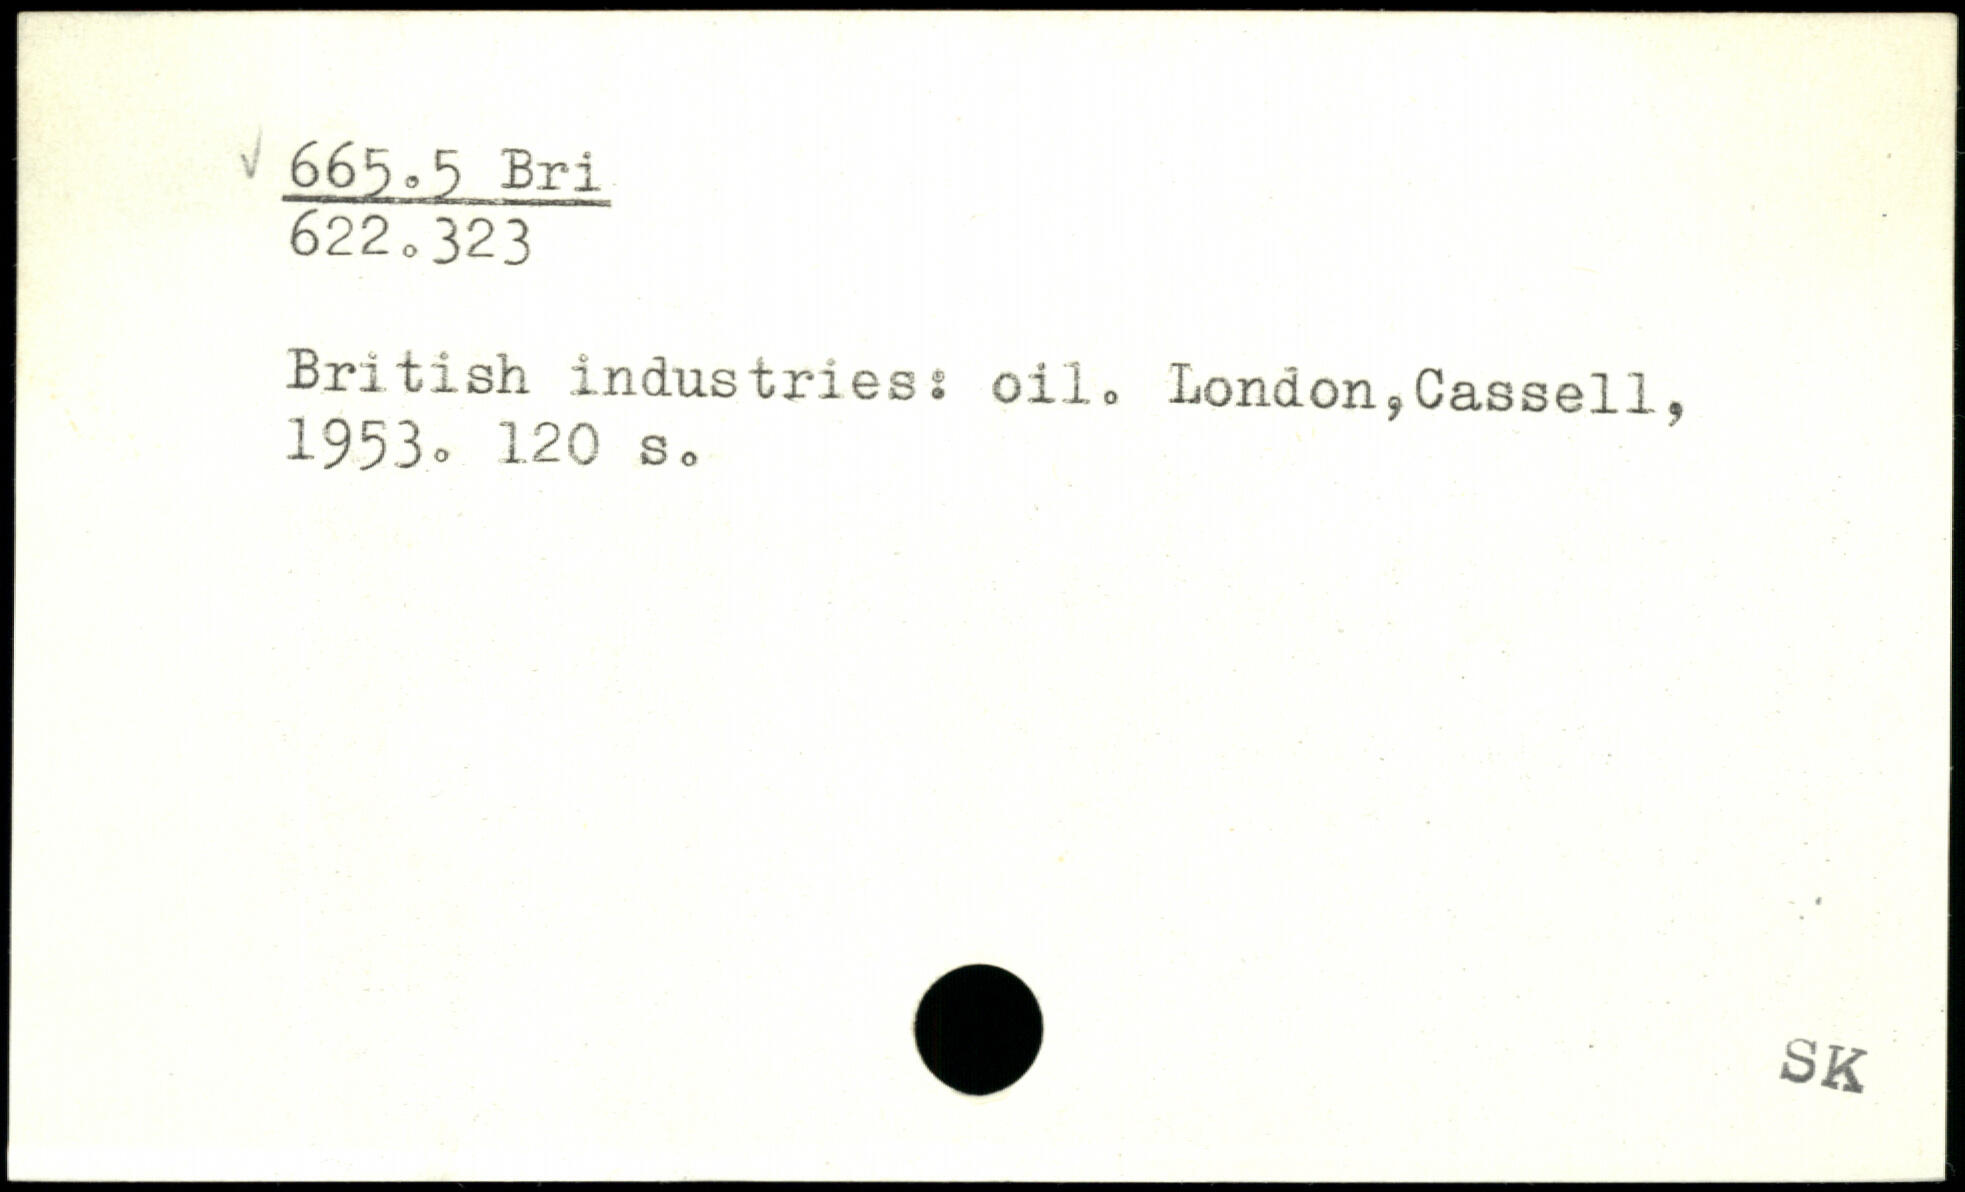 √ 665.5 Bri
622.323
British industries: oil. London,Cassell,
1953. 120 s.
SK